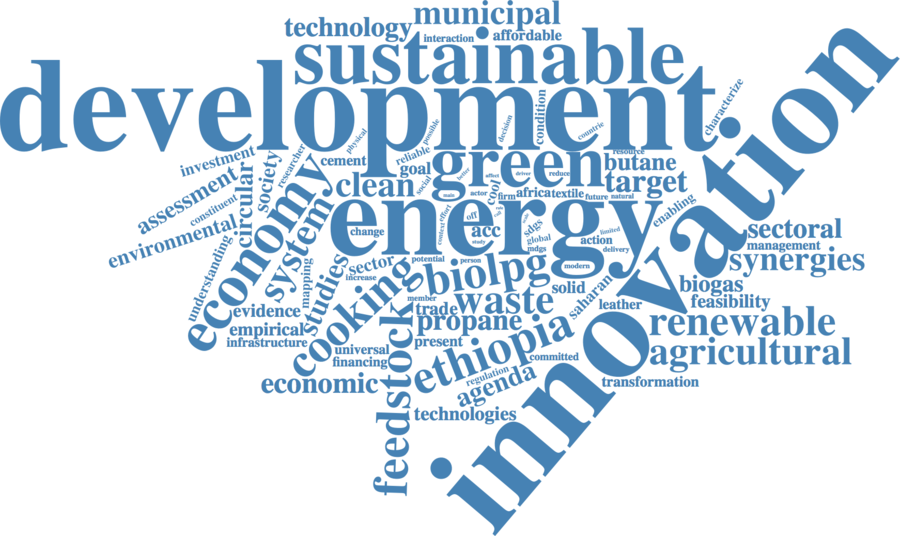 municipal
technology
interaction
affordable
sustainable
development
innovation
characterize
condition
countrie
decision
possible
physical
reliable
researcher
investment
cement
goal
green
resource
butane
assessment
circular
society
constituent
clean
social
better
affect
driver
reduce
target
cool
actor
firm
africa
textile
future
natural
economy
system
energy
environmental
understanding
change
context
effort
off
acc
study
sdgs
global
mdgs
limited
action
delivery
enabling
sectoral
management
synergies
mapping
studies
sector
increase
potential
person
modern
biolpg
solid
saharan
biogas
feasibility
cooking
member
trade
waste
leather
evidence
empirical
infrastructure
propane
present
renewable
agricultural
universal
financing
feedstock
ethiopia
committed
economic
regulation
agenda
transformation
technologies